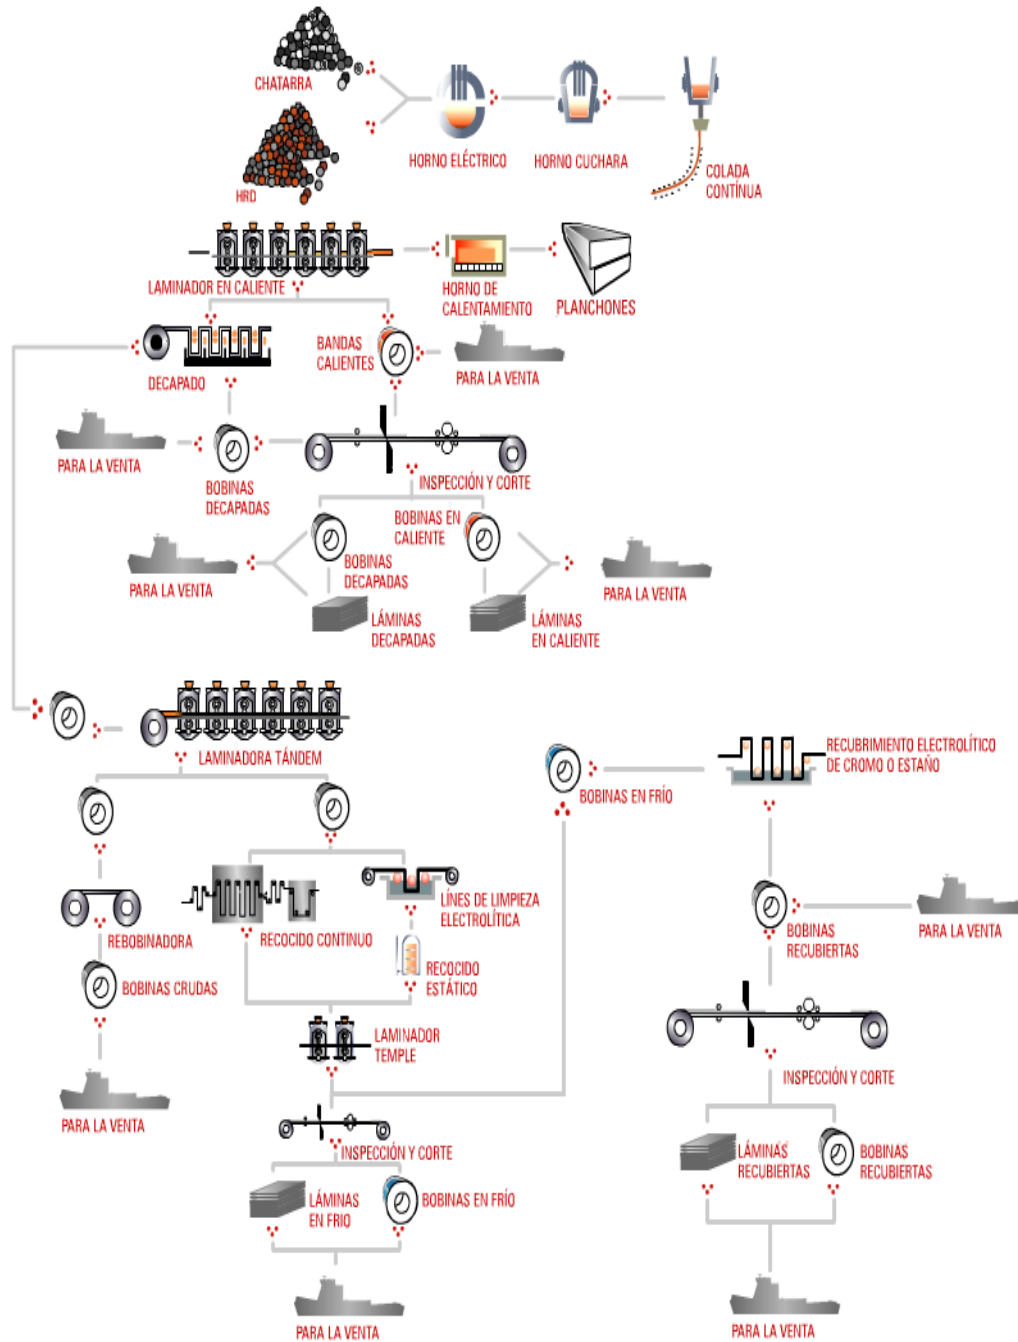 CHATARRA
HRD
HORNO ELÉCTRICO
HORNO CUCHARA
COLADA
CONTÍNUA
LAMINADOR EN CALIENTE
HORNO DE
CALENTAMIENTO
PLANCHONES
DECAPADO
BANDAS
CALIENTES
PARA LA VENTA
PARA LA VENTA
BOBINAS
DECAPADAS
INSPECCIÓN Y CORTE
BOBINAS EN
CALIENTE
BOBINAS
DECAPADAS
PARA LA VENTA
PARA LA VENTA
LÁMINAS
DECAPADAS
LÁMINAS
EN CALIENTE
LAMINADORA TÁNDEM
BOBINAS EN FRÍO
RECUBRIMIENTO ELECTROLÍTICO
DE CROMO O ESTAÑO
REBOBINADORA
RECOCIDO CONTINUO
LÍNES DE LIMPIEZA
ELECTROLÍTICA
BOBINAS
RECUBIERTAS
PARA LA VENTA
BOBINAS CRUDAS
RECOCIDO
ESTÁTICO
LAMINADOR
TEMPLE
INSPECCIÓN Y CORTE
PARA LA VENTA
INSPECCIÓN Y CORTE
LÁMINAS
RECUBIERTAS
BOBINAS
RECUBIERTAS
LÁMINAS
EN FRIO
BOBINAS EN FRÍO
PARA LA VENTA
PARA LA VENTA